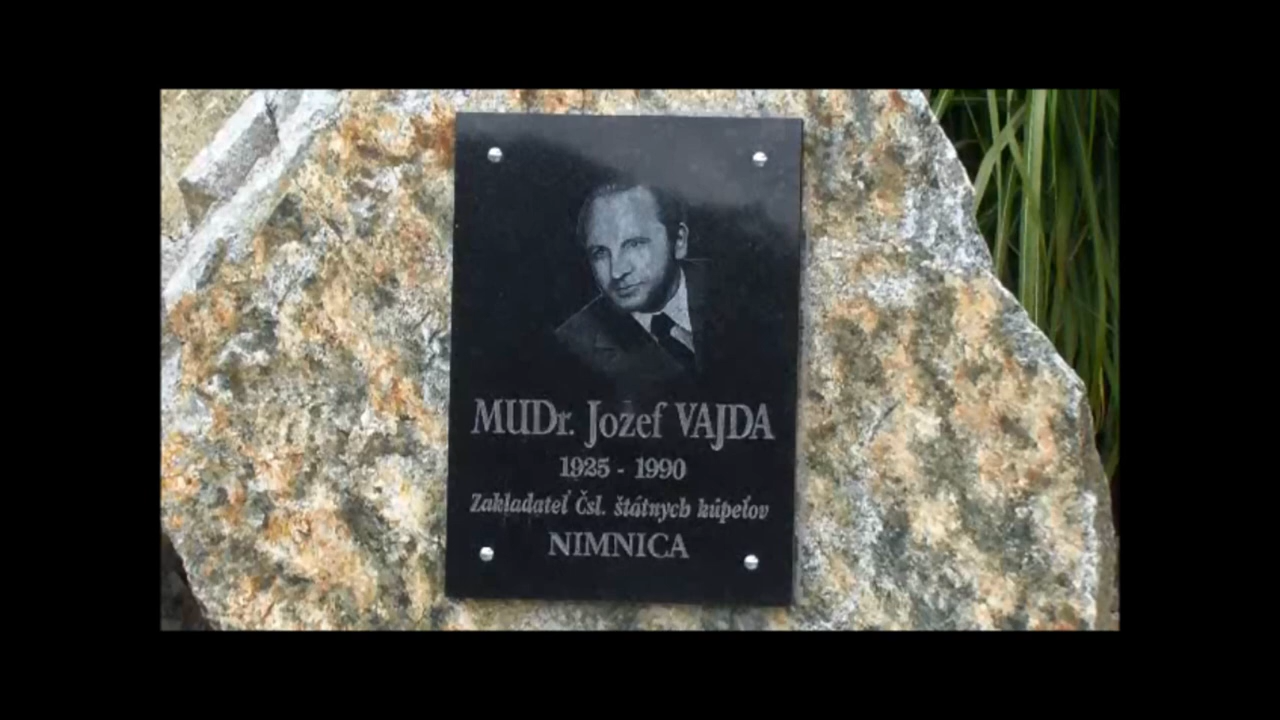 MUDr. Jozef VAJDA
1925 - 1990
Zakladateľ Čsl. štátnych kúpeľov
NIMNICA